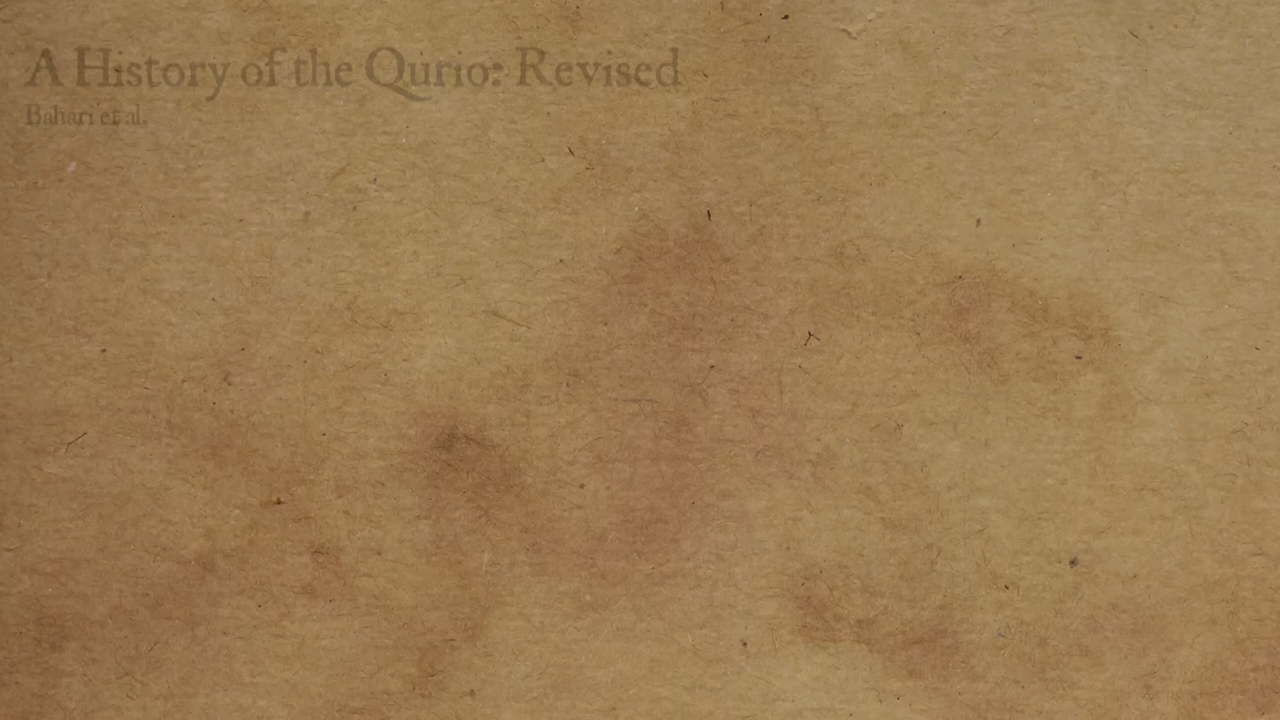 A History of the Qurio: Revised
Bahari et al.